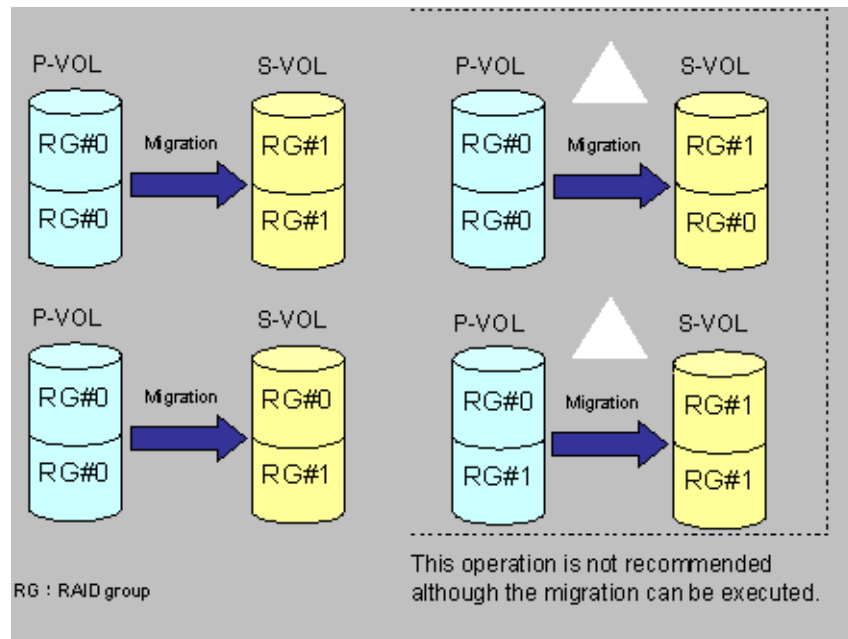 P-VOL S-VOL P-VOL S-VOL
RG#0 Migration RG#1 RG#0 Migration RG#1
RG#0 RG#1 RG#0 RG#0
P-VOL S-VOL P-VOL S-VOL
RG#0 Migration RG#0 RG#0 Migration RG#1
RG#0 RG#1 RG#1 RG#1
This operation is not recommended
although the migration can be executed.
RG : RAID group